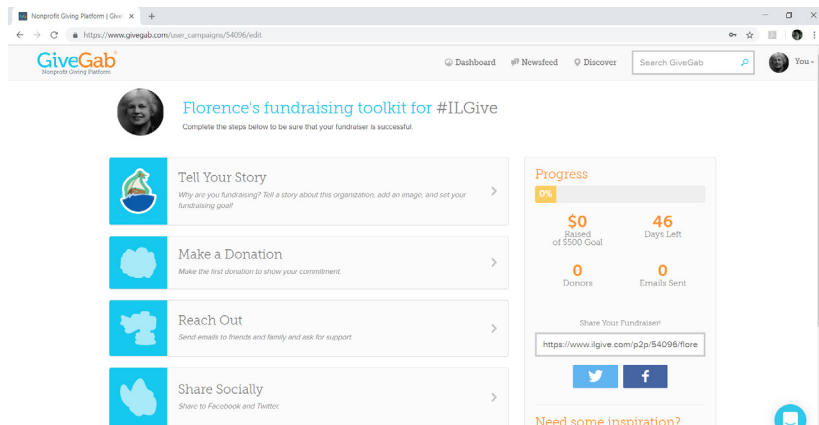 Nonprofit Giving Platform | Give
https://www.givegab.com/user_campaigns/54096/edit
GiveGab
Nonprofit Giving Platform
Dashboard
Newsfeed
Discover
Search GiveGab
You
Florence's fundraising toolkit for #ILGive
Complete the steps below to be sure that your fundraiser is successful.
Tell Your Story
Why are you fundraising? Tell a story about this organization, add an image, and set your
fundraising goal!
Make a Donation
Make the first donation to show your commitment.
Reach Out
Send emails to friends and family and ask for support.
Share Socially
Share to Facebook and Twitter.
Progress
0%
$0
Raised
of $500 Goal
46
Days Left
0
Donors
0
Emails Sent
Share Your Fundraiser!
https://www.ilgive.com/p2p/54096/flore
Need some inspiration?